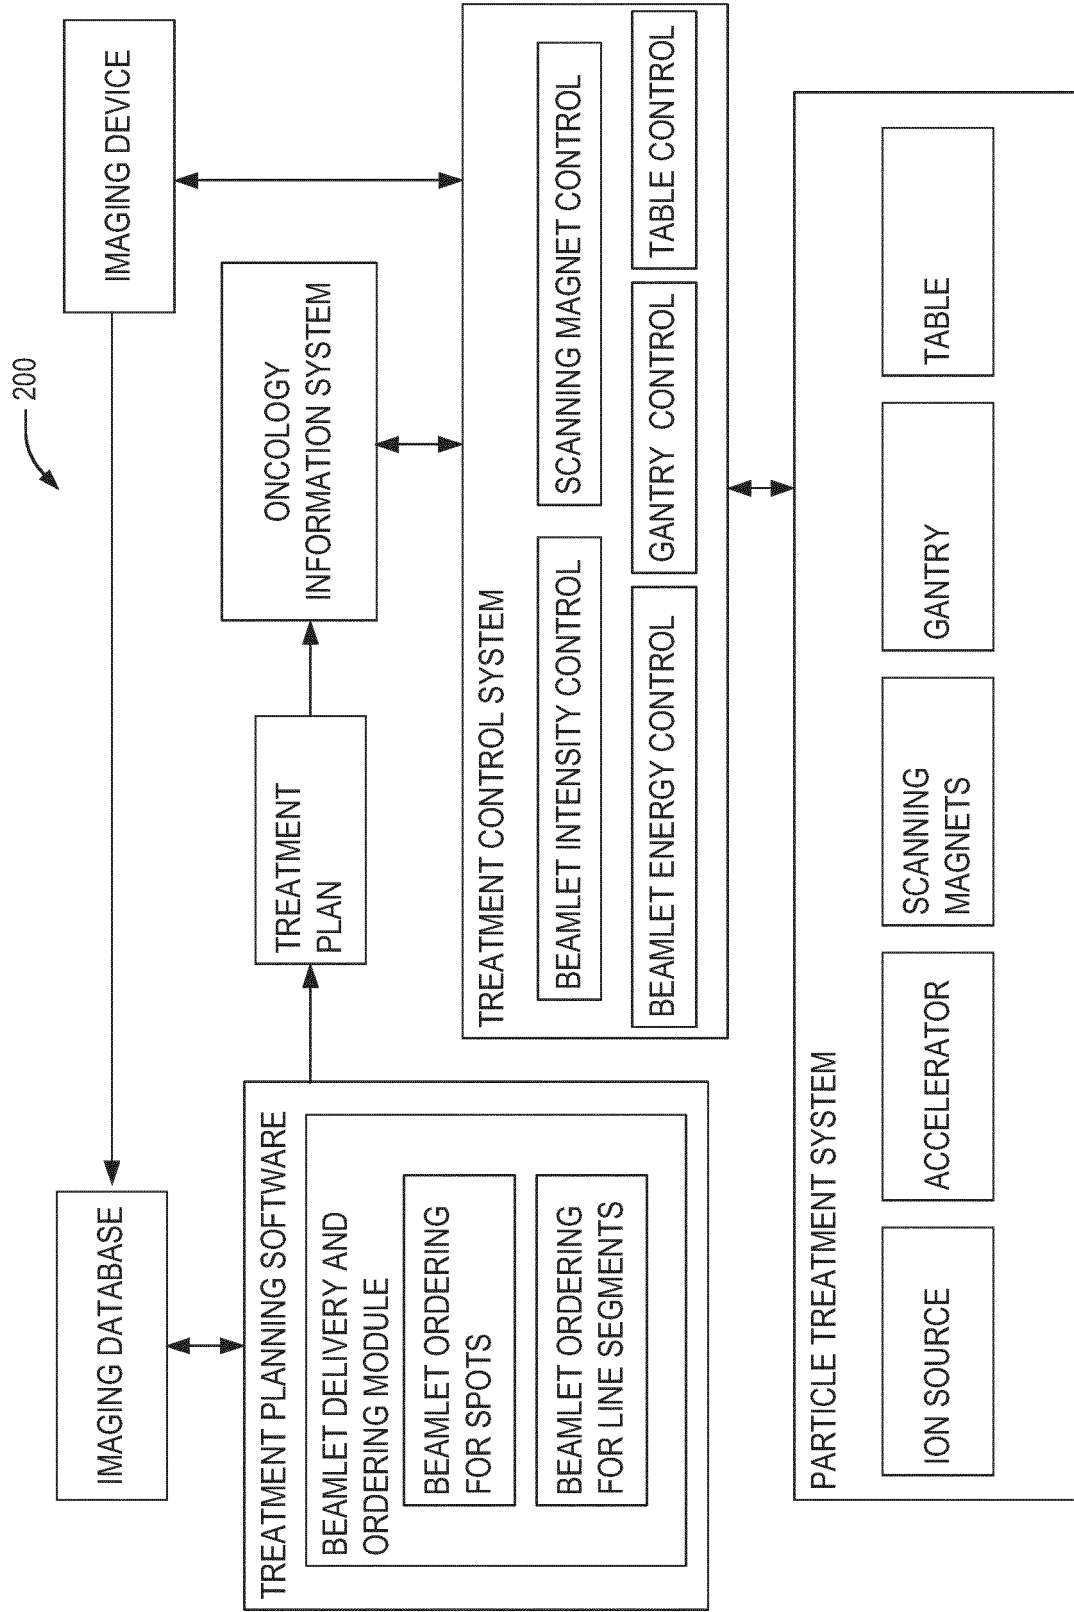 200
IMAGING DATABASE
IMAGING DEVICE
TREATMENT PLANNING SOFTWARE
BEAMLET DELIVERY AND
ORDERING MODULE
BEAMLET ORDERING
FOR SPOTS
BEAMLET ORDERING
FOR LINE SEGMENTS
TREATMENT
PLAN
ONCOLOGY
INFORMATION SYSTEM
TREATMENT CONTROL SYSTEM
BEAMLET INTENSITY CONTROL
SCANNING MAGNET CONTROL
BEAMLET ENERGY CONTROL
GANTRY CONTROL
TABLE CONTROL
PARTICLE TREATMENT SYSTEM
ION SOURCE
ACCELERATOR
SCANNING
MAGNETS
GANTRY
TABLE